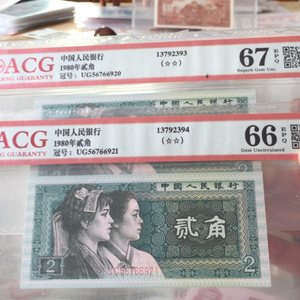 ACG
中国人民银行
1980年贰角
冠号：UG56766920
13792393
(☆☆)
67 EPQ
Superb Gem Unc
NG GUARANTY
ACG
中国人民银行
1980年贰角
冠号：UG56766921
13792394
(☆☆)
66 EPQ
Gem Uncirculated
ANG GUARANTY
中国人民银行
贰角
UG56766921
2
2